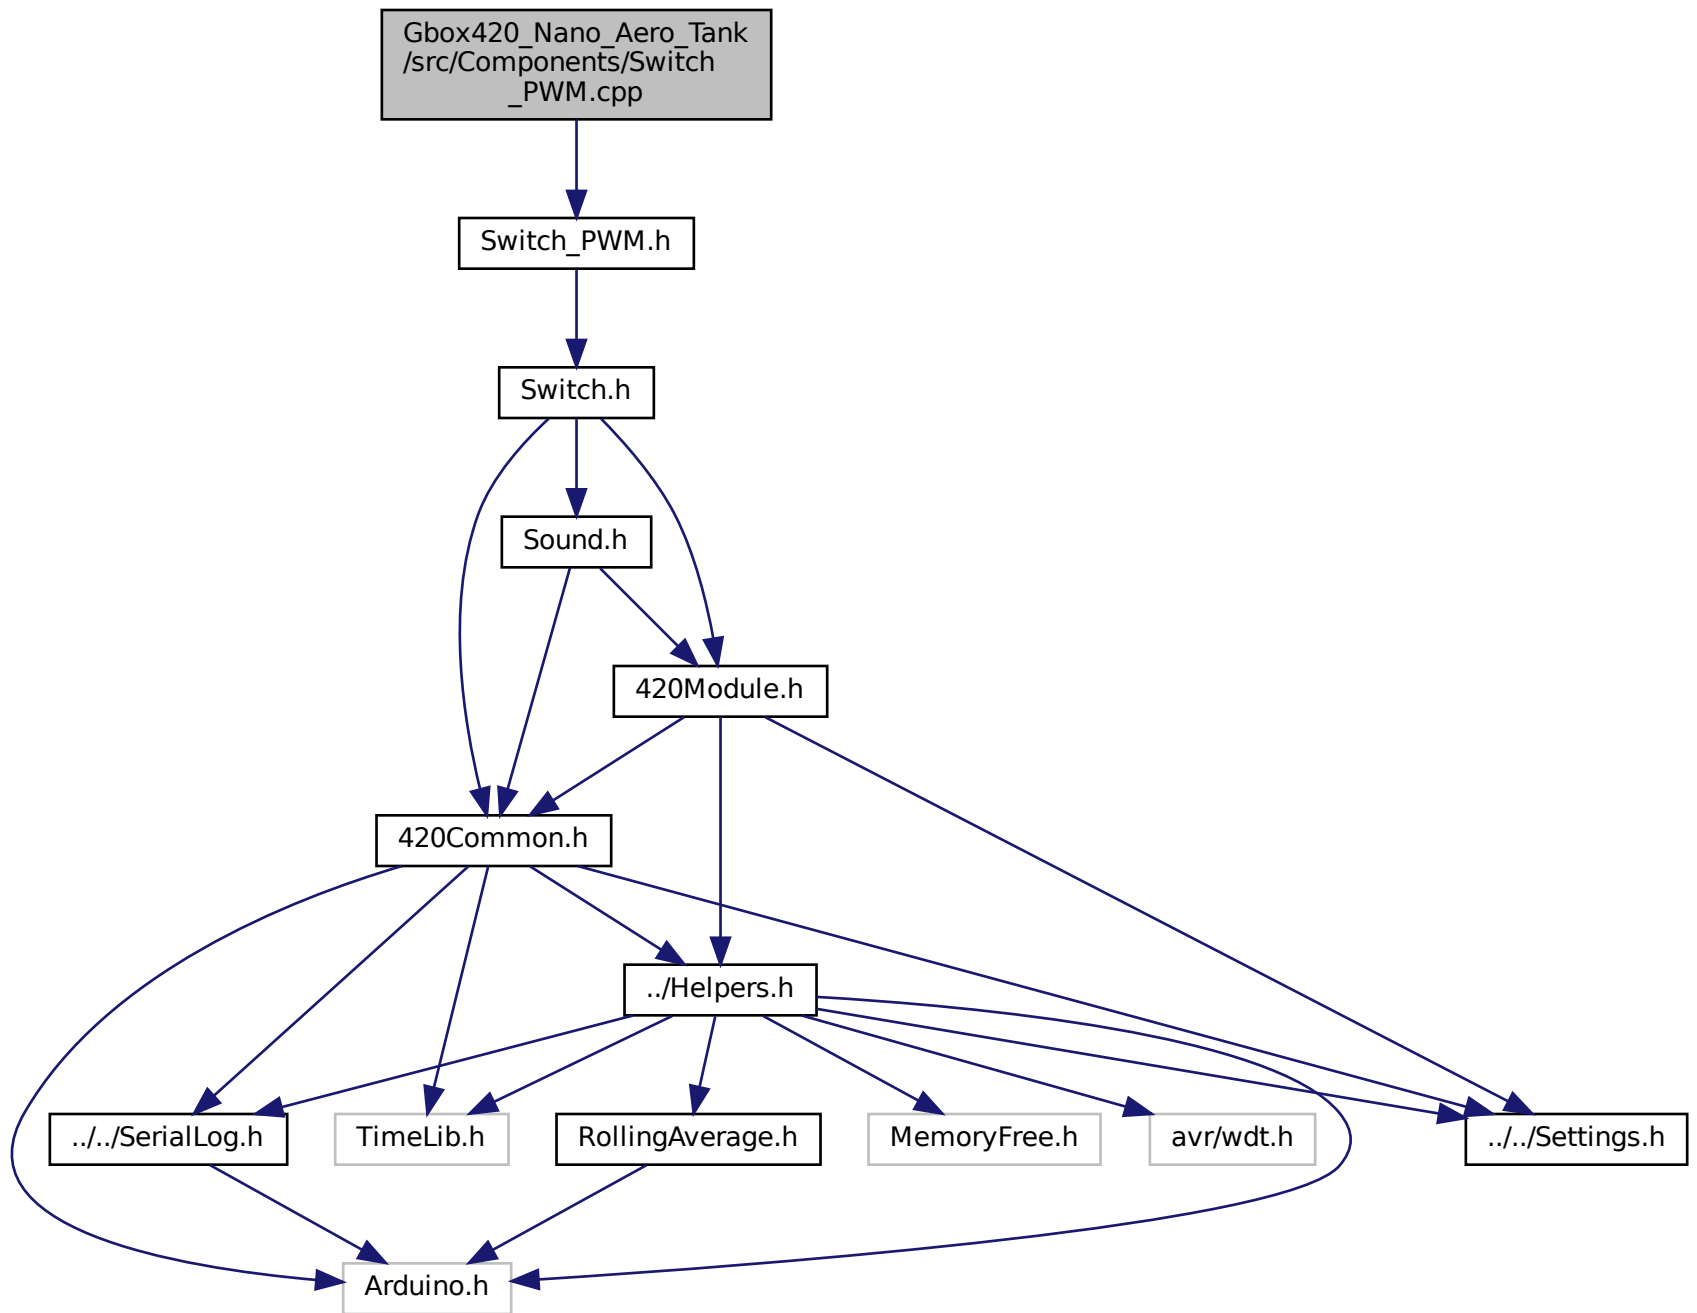 Gbox420_Nano_Aero_Tank
/src/Components/Switch
_PWM.cpp
Switch_PWM.h
Switch.h
Sound.h
420Module.h
420Common.h
../Helpers.h
../../SerialLog.h
TimeLib.h
RollingAverage.h
MemoryFree.h
avr/wdt.h
../../Settings.h
Arduino.h